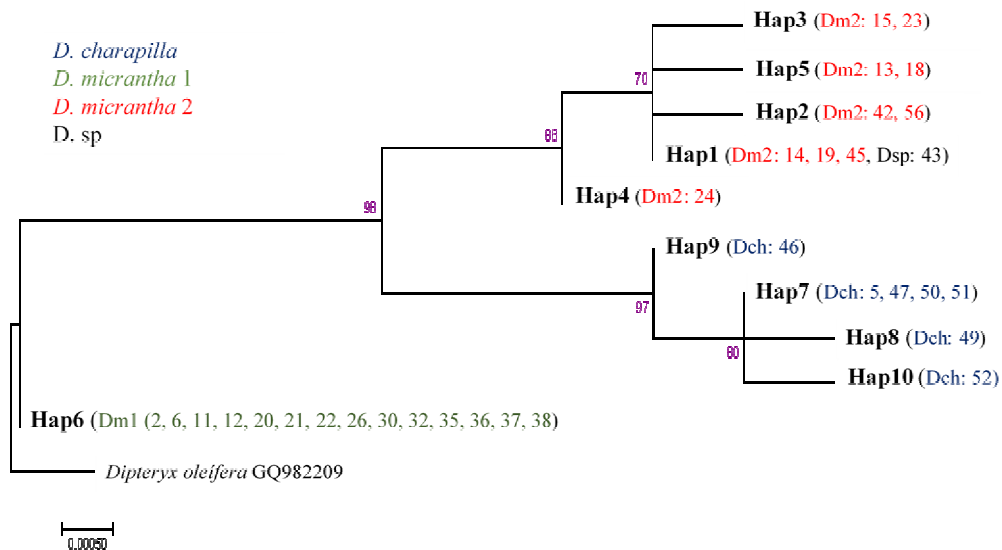 D. charapilla
D. micrantha 1
D. micrantha 2
D. sp
Hap3 (Dm2: 15, 23)
Hap5 (Dm2: 13, 18)
70
Hap2 (Dm2: 42, 56)
Hap1 (Dm2: 14, 19, 45, Dsp: 43)
Hap4 (Dm2: 24)
98
Hap9 (Dch: 46)
Hap7 (Dch: 5, 47, 50, 51)
97
Hap8 (Dch: 49)
Hap10 (Dch: 52)
Hap6 (Dm1 (2, 6, 11, 12, 20, 21, 22, 26, 30, 32, 35, 36, 37, 38)
Dipteryx oleifera GQ982209
0.00050